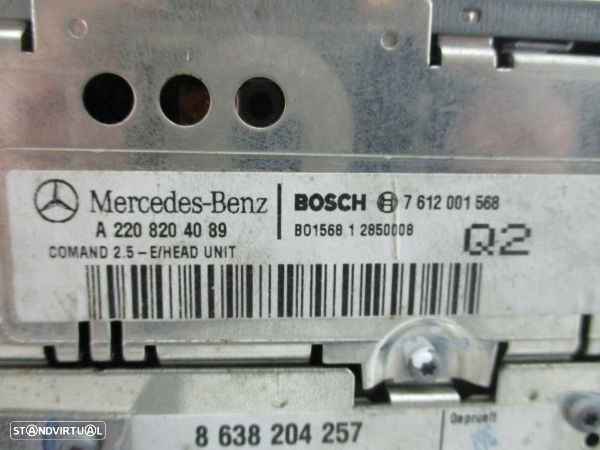 Mercedes-Benz
A 220 820 40 89
COMAND 2.5 - E/HEAD UNIT
BOSCH 7 612 001 568
BO1568 1 2850008
Q2
8 638 204 257
Geprueft
STANDVIRTUAL